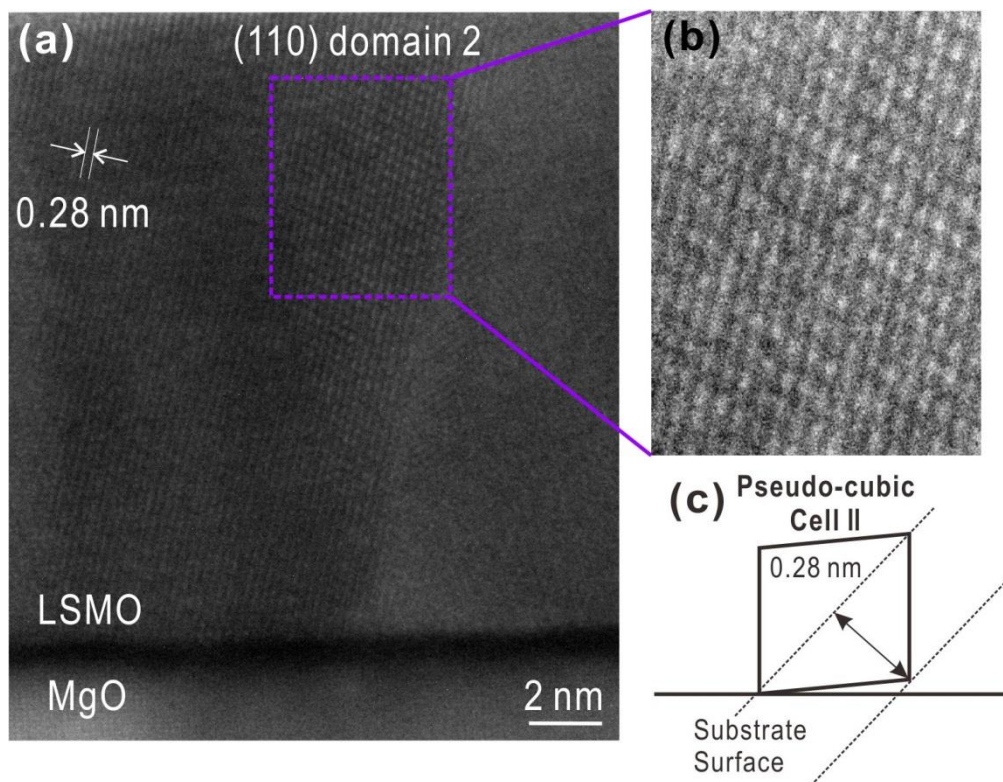 (a)
(110) domain 2
0.28 nm
LSMO
MgO
2 nm
(b)
(c)
Pseudo-cubic
Cell II
0.28 nm
Substrate
Surface